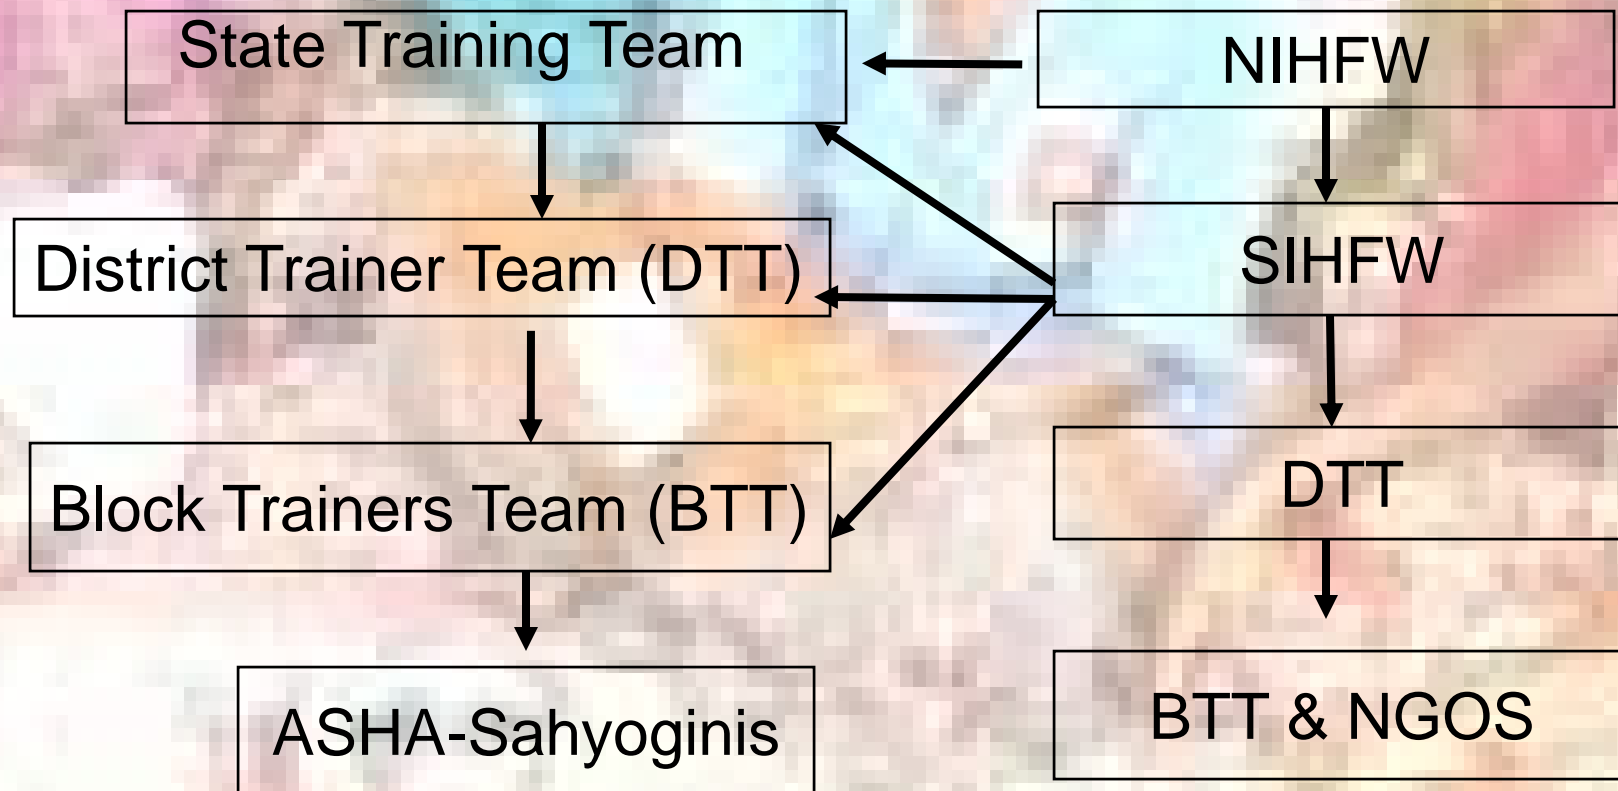 State Training Team
NIHFW
District Trainer Team (DTT)
SIHFW
Block Trainers Team (BTT)
DTT
ASHA-Sahyoginis
BTT & NGOS